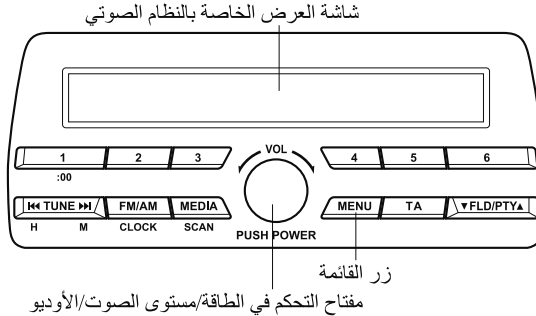 شاشة العرض الخاصة بالنظام الصوتي
1 2 3 VOL 4 5 6
:00
⏮ TUNE ⏭ FM/AM MEDIA MENU TA ▼FLD/PTY▲
H M CLOCK SCAN PUSH POWER
زر القائمة
مفتاح التحكم في الطاقة/مستوى الصوت/الأوديو